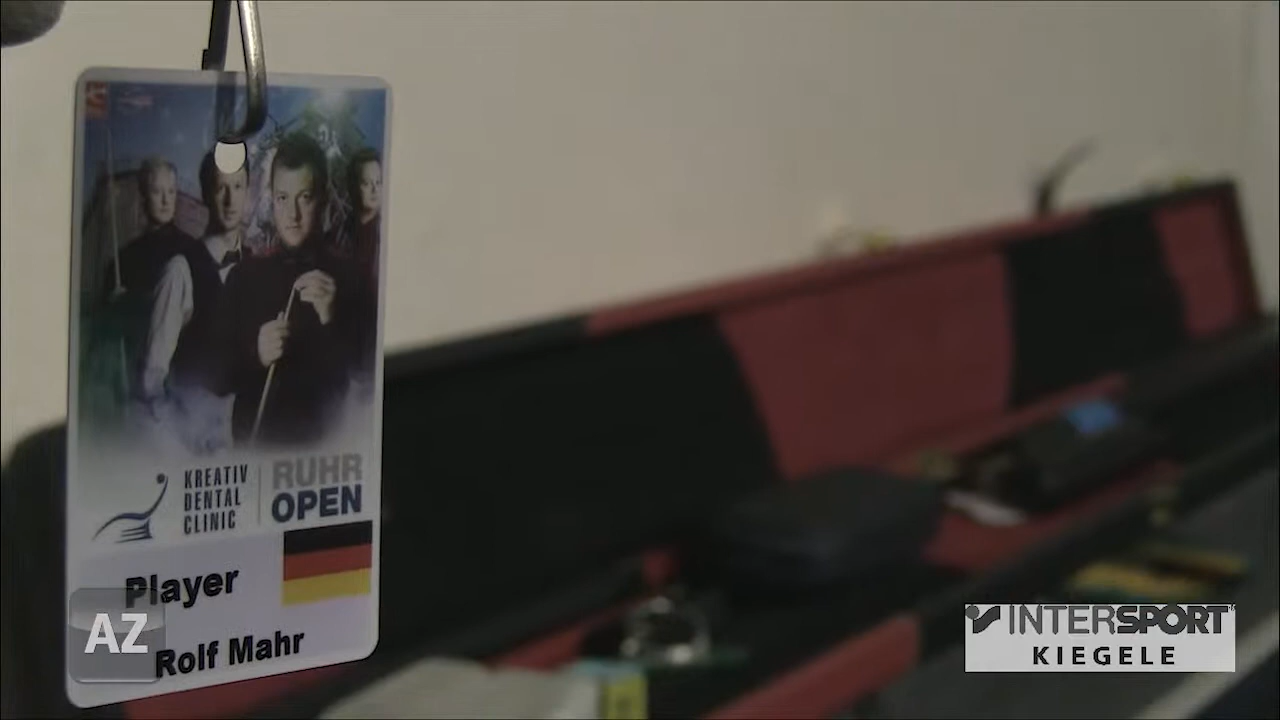 KREATIV
DENTAL
CLINIC
RUHR
OPEN
Player
Rolf Mahr
AZ
INTERSPORT
KIEGELE